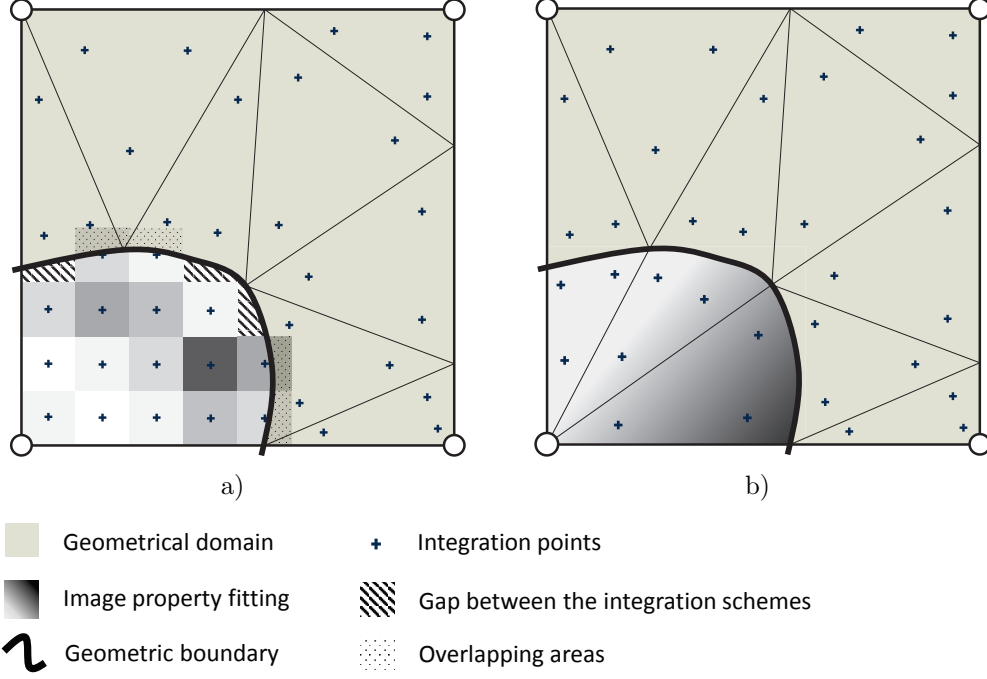 a)
b)
Geometrical domain
Integration points
Image property fitting
Gap between the integration schemes
Geometric boundary
Overlapping areas